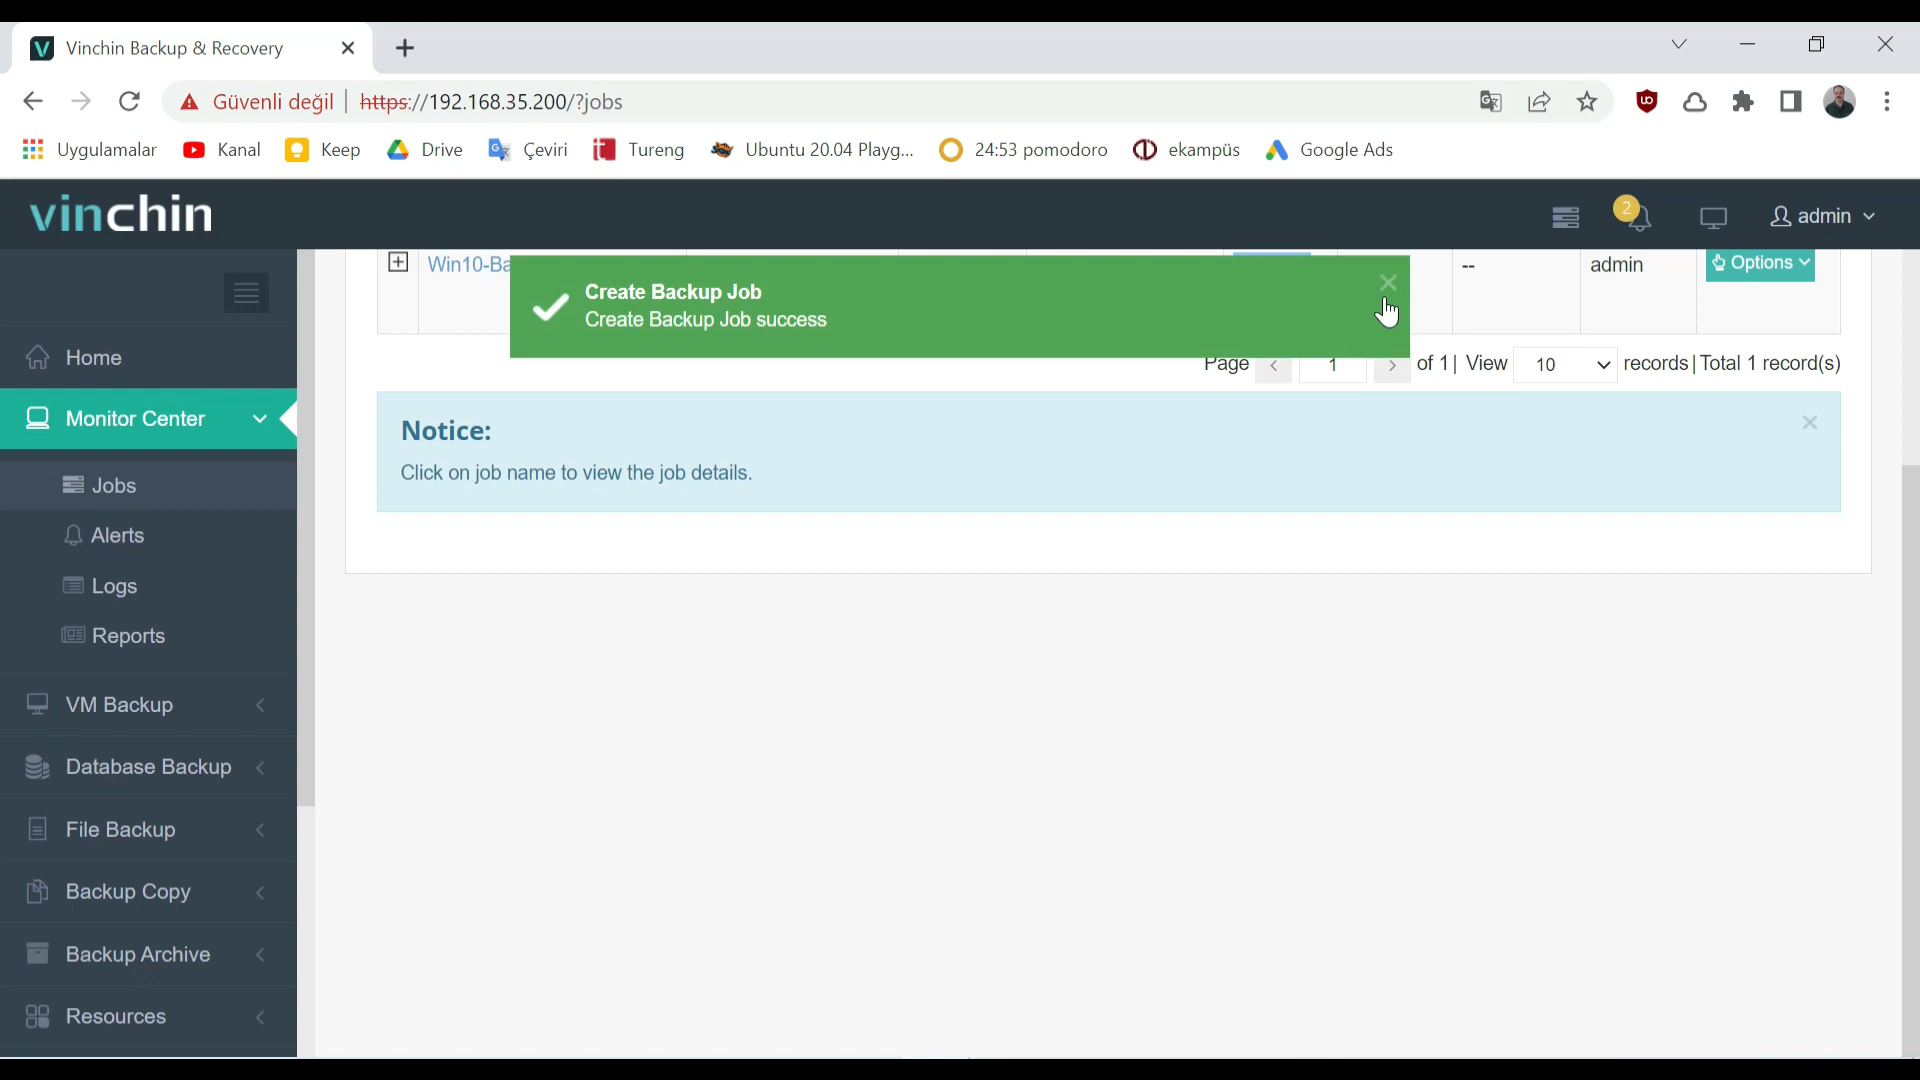 Vinchin Backup & Recovery
Güvenli değil https://192.168.35.200/?jobs
Uygulamalar Kanal Keep Drive Çeviri Tureng Ubuntu 20.04 Playg... 24:53 pomodoro ekampüs Google Ads
vinchin 2 admin
Win10-Ba -- admin Options
Create Backup Job
Create Backup Job success
Page 1 of 1| View 10 records|Total 1 record(s)
Notice:
Click on job name to view the job details.
Home
Monitor Center
Jobs
Alerts
Logs
Reports
VM Backup
Database Backup
File Backup
Backup Copy
Backup Archive
Resources